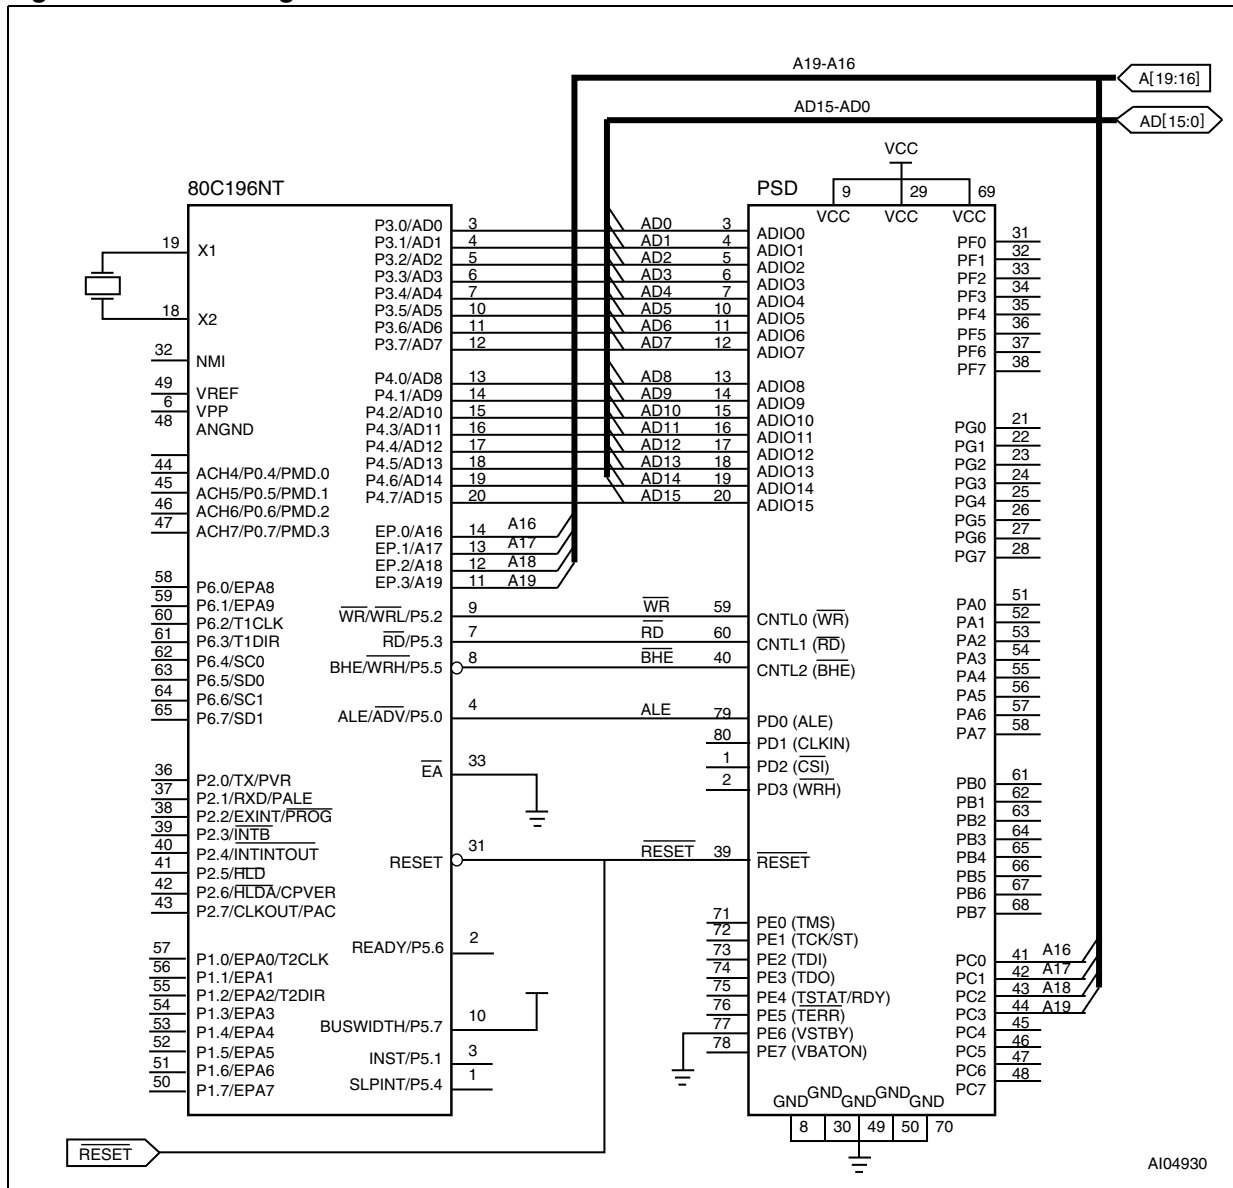 A19-A16
A[19:16]
AD15-AD0
AD[15:0]
VCC
80C196NT
PSD
9 29 69
VCC VCC VCC
19 X1
18 X2
32 NMI
49 VREF
6 VPP
48 ANGND
44 ACH4/P0.4/PMD.0
45 ACH5/P0.5/PMD.1
46 ACH6/P0.6/PMD.2
47 ACH7/P0.7/PMD.3
58 P6.0/EPA8
59 P6.1/EPA9
60 P6.2/T1CLK
61 P6.3/T1DIR
62 P6.4/SC0
63 P6.5/SD0
64 P6.6/SC1
65 P6.7/SD1
36 P2.0/TX/PVR
37 P2.1/RXD/PALE
38 P2.2/EXINT/PROG
39 P2.3/INTB
40 P2.4/INTINTOUT
41 P2.5/HLD
42 P2.6/HLDA/CPVER
43 P2.7/CLKOUT/PAC
57 P1.0/EPA0/T2CLK
56 P1.1/EPA1
55 P1.2/EPA2/T2DIR
54 P1.3/EPA3
53 P1.4/EPA4
52 P1.5/EPA5
51 P1.6/EPA6
50 P1.7/EPA7
P3.0/AD0 3 AD0 3 ADIO0
P3.1/AD1 4 AD1 4 ADIO1
P3.2/AD2 5 AD2 5 ADIO2
P3.3/AD3 6 AD3 6 ADIO3
P3.4/AD4 7 AD4 7 ADIO4
P3.5/AD5 10 AD5 10 ADIO5
P3.6/AD6 11 AD6 11 ADIO6
P3.7/AD7 12 AD7 12 ADIO7
P4.0/AD8 13 AD8 13 ADIO8
P4.1/AD9 14 AD9 14 ADIO9
P4.2/AD10 15 AD10 15 ADIO10
P4.3/AD11 16 AD11 16 ADIO11
P4.4/AD12 17 AD12 17 ADIO12
P4.5/AD13 18 AD13 18 ADIO13
P4.6/AD14 19 AD14 19 ADIO14
P4.7/AD15 20 AD15 20 ADIO15
EP.0/A16 14 A16
EP.1/A17 13 A17
EP.2/A18 12 A18
EP.3/A19 11 A19
WR/WRL/P5.2 9 WR 59 CNTL0 (WR)
RD/P5.3 7 RD 60 CNTL1 (RD)
BHE/WRH/P5.5 8 BHE 40 CNTL2 (BHE)
ALE/ADV/P5.0 4 ALE 79 PD0 (ALE)
80 PD1 (CLKIN)
1 PD2 (CSI)
2 PD3 (WRH)
EA 33
RESET 31 RESET 39 RESET
READY/P5.6 2
BUSWIDTH/P5.7 10
INST/P5.1 3
SLPINT/P5.4 1
71 PE0 (TMS)
72 PE1 (TCK/ST)
73 PE2 (TDI)
74 PE3 (TDO)
75 PE4 (TSTAT/RDY)
76 PE5 (TERR)
77 PE6 (VSTBY)
78 PE7 (VBATON)
PF0 31
PF1 32
PF2 33
PF3 34
PF4 35
PF5 36
PF6 37
PF7 38
PG0 21
PG1 22
PG2 23
PG3 24
PG4 25
PG5 26
PG6 27
PG7 28
PA0 51
PA1 52
PA2 53
PA3 54
PA4 55
PA5 56
PA6 57
PA7 58
PB0 61
PB1 62
PB2 63
PB3 64
PB4 65
PB5 66
PB6 67
PB7 68
PC0 41 A16
PC1 42 A17
PC2 43 A18
PC3 44 A19
PC4 45
PC5 46
PC6 47
PC7 48
GND GND GND GND GND
8 30 49 50 70
RESET
AI04930